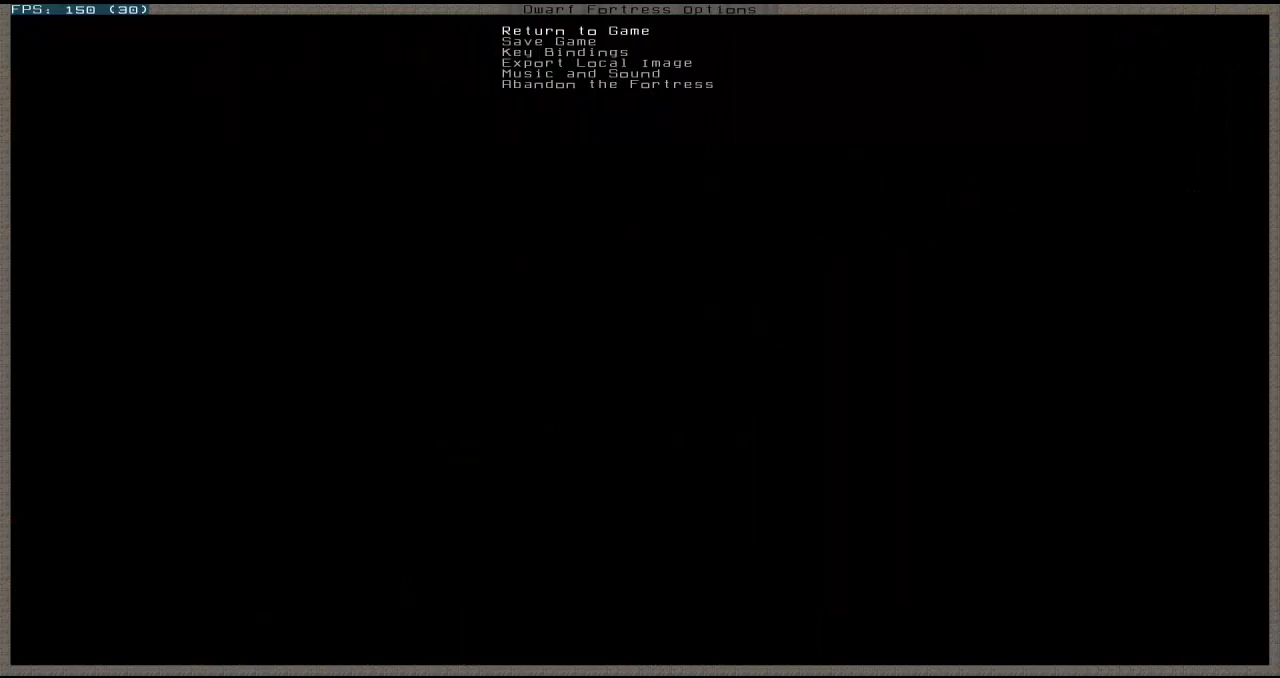 FPS: 150 (30)
Dwarf Fortress Options
Return to Game
Save Game
Key Bindings
Export Local Image
Music and Sound
Abandon the Fortress